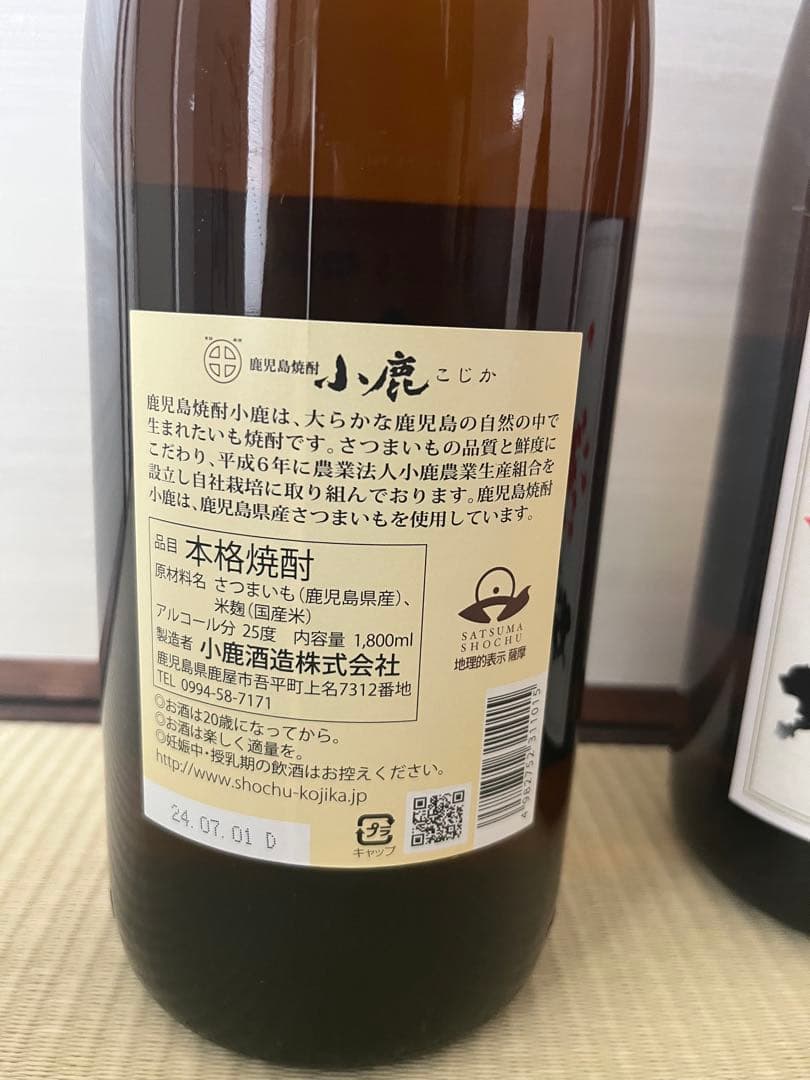 鹿児島焼酎 小鹿 こじか
鹿児島焼酎小鹿は、大らかな鹿児島の自然の中で
生まれたいも焼酎です。さつまいもの品質と鮮度に
こだわり、平成6年に農業法人小鹿農業生産組合を
設立し自社栽培に取り組んでおります。鹿児島焼酎
小鹿は、鹿児島県産さつまいもを使用しています。
品目 本格焼酎
原材料名 さつまいも(鹿児島県産)、
米麹(国産米)
アルコール分 25度 内容量 1,800ml
製造者 小鹿酒造株式会社
鹿児島県鹿屋市吾平町上名7312番地
TEL 0994-58-7171
SATSUMA
SHOCHU
地理的表示 薩摩
◎お酒は20歳になってから。
◎お酒は楽しく適量を。
◎妊娠中・授乳期の飲酒はお控えください。
http://www.shochu-kojika.jp
24.07.01 D
プラ
キャップ
4982752311015